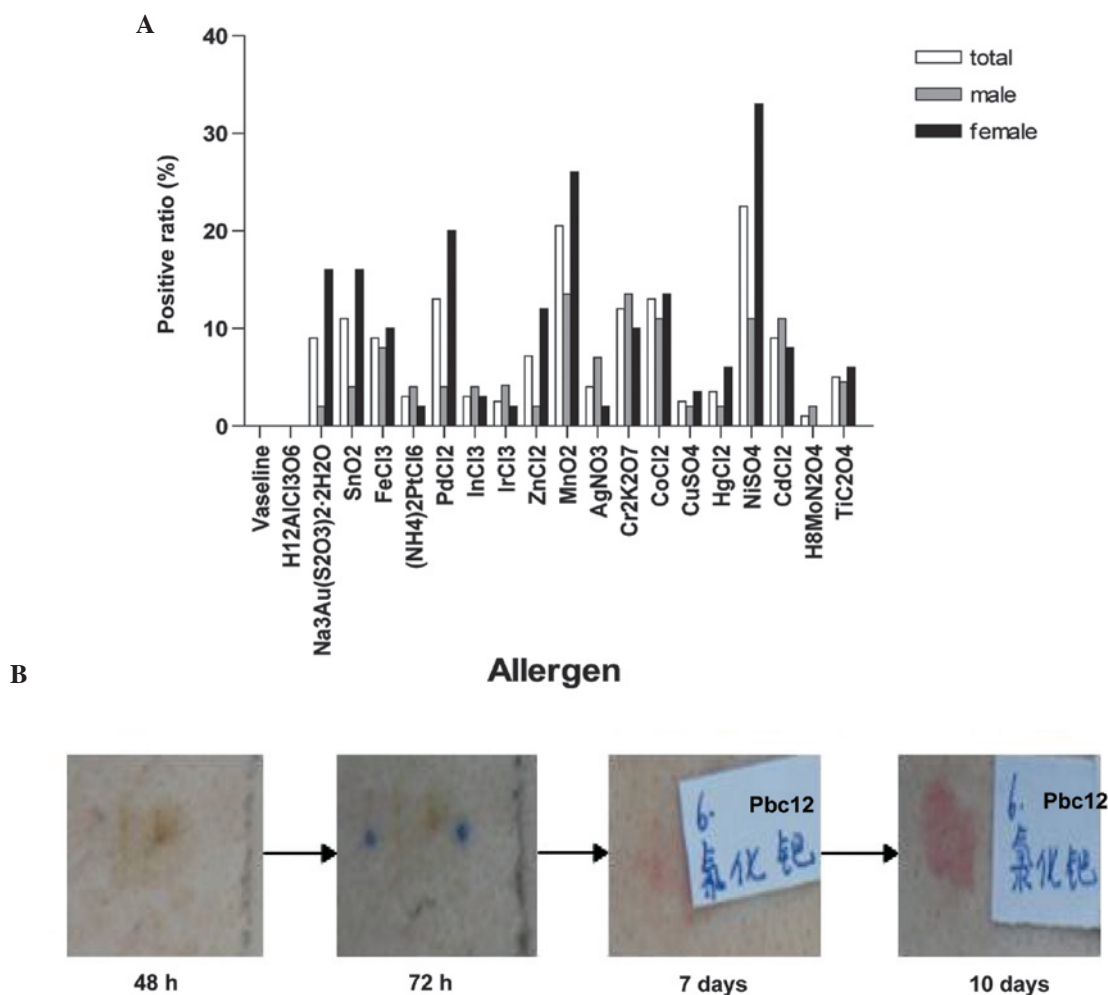 A
40
30
20
10
0
Positive ratio (%)
total
male
female
Vaseline
H12AlCl3O6
Na3Au(S2O3)2·2H2O
SnO2
FeCl3
(NH4)2PtCl6
PdCl2
InCl3
IrCl3
ZnCl2
MnO2
AgNO3
Cr2K2O7
CoCl2
CuSO4
HgCl2
NiSO4
CdCl2
H8MoN2O4
TiC2O4
Allergen
B
6.
Pbc12
氯化钯
6.
Pbc12
氯化钯
48 h
72 h
7 days
10 days